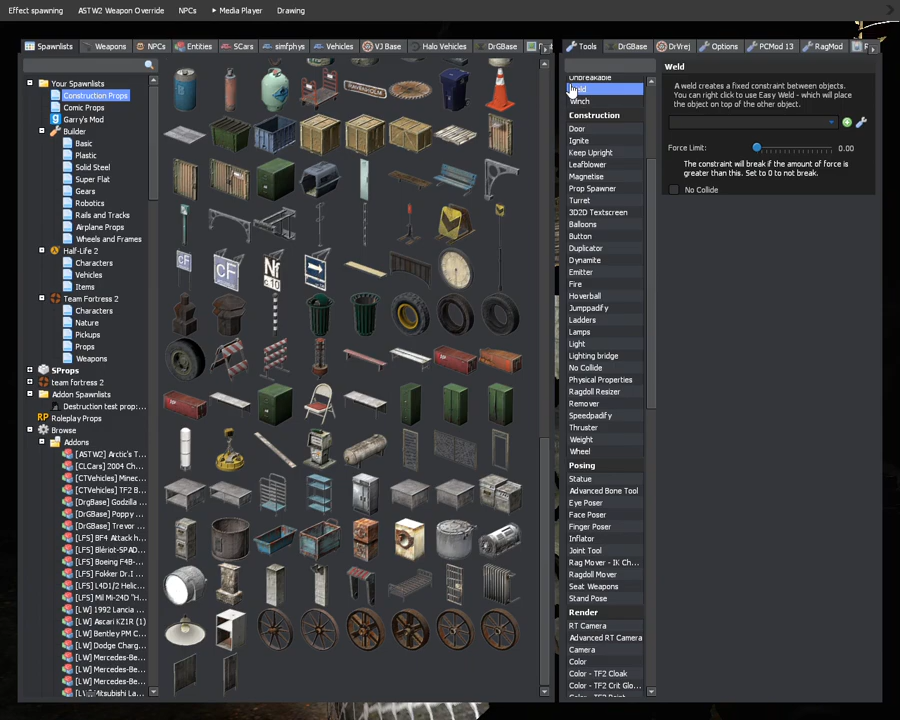 Effect spawning ASTW2 Weapon Override NPCs Media Player Drawing
Spawnlists Weapons NPCs Entities SCars simfphys Vehicles VJ Base Halo Vehicles DrGBase
Your Spawnlists
Construction Props
Comic Props
Garry's Mod
Builder
Basic
Plastic
Solid Steel
Super Flat
Gears
Robotics
Rails and Tracks
Airplane Props
Wheels and Frames
Half-Life 2
Characters
Vehicles
Items
Team Fortress 2
Characters
Nature
Pickups
Props
Weapons
SProps
team fortress 2
Addon Spawnlists
Destruction test prop:...
RP Roleplay Props
Browse
Addons
[ASTW2] Arctic's T...
[CLCars] 2004 Ch...
[CTVehicles] Minec...
[CTVehicles] TF2 B...
[DrgBase] Godzilla ...
[DrgBase] Poppy ...
[DrgBase] Trevor ...
[LFS] BF4 Attack h...
[LFS] Blériot-SPAD...
[LFS] Boeing F4B-...
[LFS] Fokker Dr.I ...
[LFS] L4D1/2 Helic...
[LFS] Mil Mi-24D "H...
[LW] 1992 Lancia ...
[LW] Ascari KZ1R (1)
[LW] Bentley PM C...
[LW] Dodge Charg...
[LW] Mercedes-Be...
[LW] Mercedes-Be...
[LW] Mercedes-Be...
[LW] Mitsubishi La...
RAVENHOLM
cF
cF
Nf
c10
Tools DrGBase DrVrej Options PCMod 13 RagMod
Unbreakable
Weld
Winch
Construction
Door
Ignite
Keep Upright
Leafblower
Magnetise
Prop Spawner
Turret
3D2D Textscreen
Balloons
Button
Duplicator
Dynamite
Emitter
Fire
Hoverball
Jumppadify
Ladders
Lamps
Light
Lighting bridge
No Collide
Physical Properties
Ragdoll Resizer
Remover
Speedpadify
Thruster
Weight
Wheel
Posing
Statue
Advanced Bone Tool
Eye Poser
Face Poser
Finger Poser
Inflator
Joint Tool
Rag Mover - IK Ch...
Ragdoll Mover
Seat Weapons
Stand Pose
Render
RT Camera
Advanced RT Camera
Camera
Color
Color - TF2 Cloak
Color - TF2 Crit Glo...
Weld
A weld creates a fixed constraint between objects.
You can right click to use Easy Weld - which will place
the object on top of the other object.
Force Limit: 0.00
The constraint will break if the amount of force is
greater than this. Set to 0 to not break.
No Collide